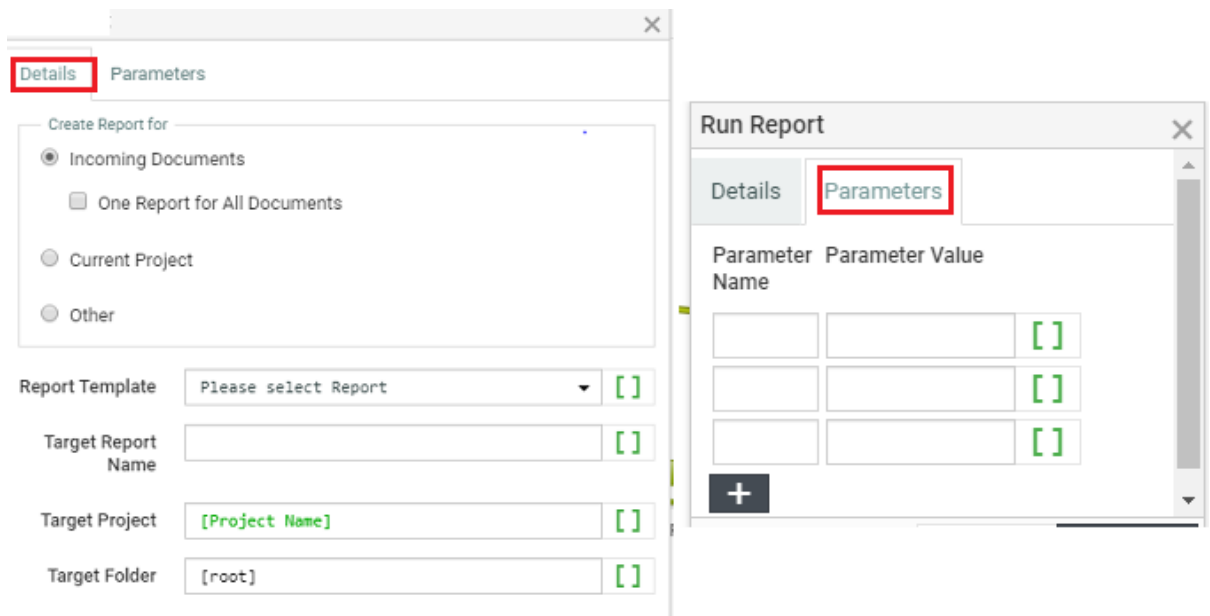 Details Parameters
Create Report for
Incoming Documents
One Report for All Documents
Current Project
Other
Report Template Please select Report [ ]
Target Report
Name [ ]
Target Project [Project Name] [ ]
Target Folder [root] [ ]
Run Report
Details Parameters
Parameter Parameter Value
Name
[ ]
[ ]
[ ]
+